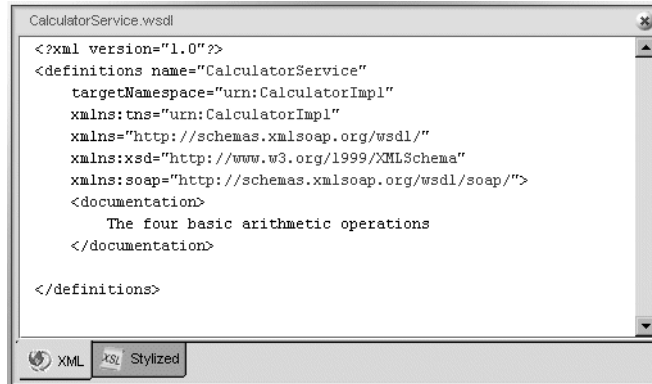 CalculatorService.wsdl
<?xml version="1.0"?>
<definitions name="CalculatorService"
targetNamespace="urn:CalculatorImpl"
xmlns:tns="urn:CalculatorImpl"
xmlns="http://schemas.xmlsoap.org/wsdl/"
xmlns:xsd="http://www.w3.org/1999/XMLSchema"
xmlns:soap="http://schemas.xmlsoap.org/wsdl/soap/">
<documentation>
The four basic arithmetic operations
</documentation>
</definitions>
XML
XSL Stylized